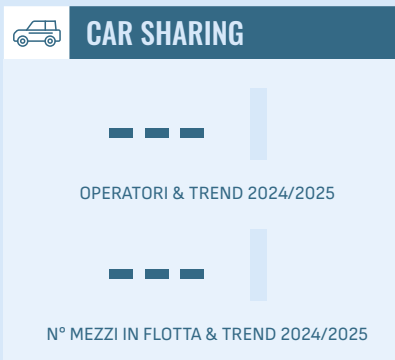 CAR SHARING
---
OPERATORI & TREND 2024/2025
---
N° MEZZI IN FLOTTA & TREND 2024/2025